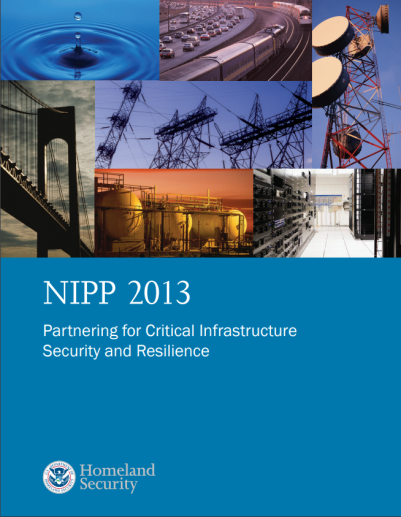 NIPP 2013
Partnering for Critical Infrastructure
Security and Resilience
Homeland
Security